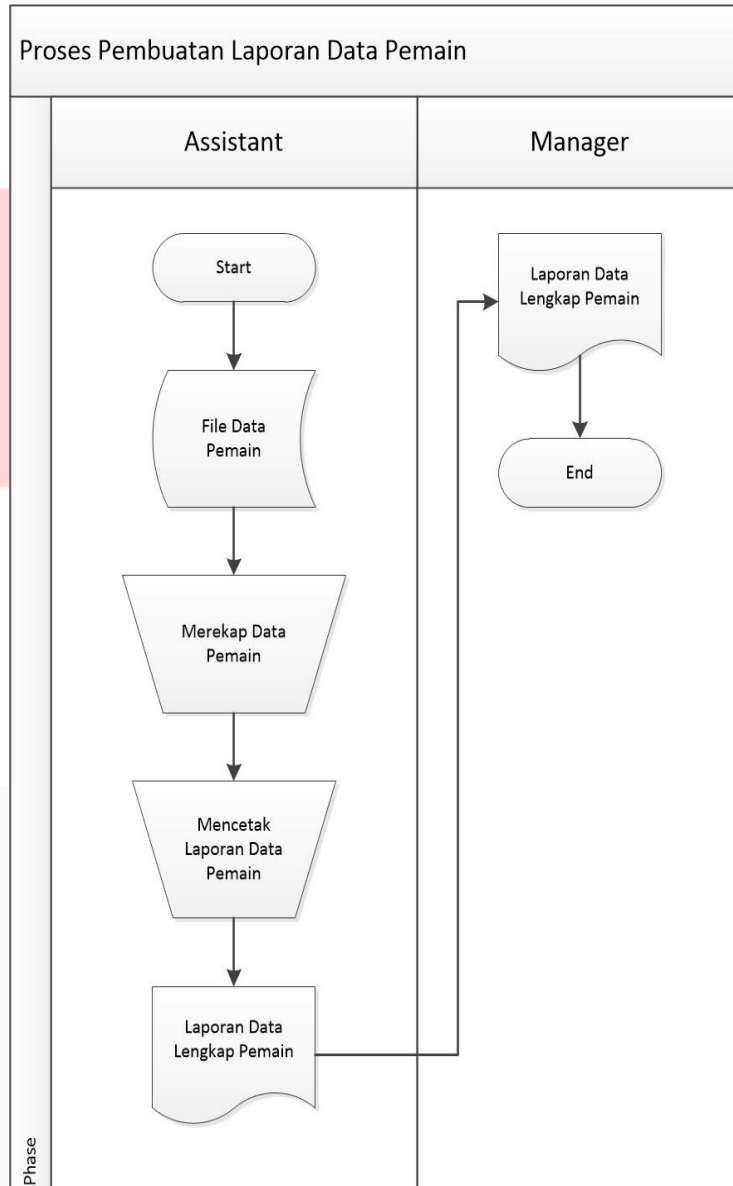 Proses Pembuatan Laporan Data Pemain
Assistant
Manager
Start
File Data
Pemain
Merekap Data
Pemain
Mencetak
Laporan Data
Pemain
Laporan Data
Lengkap Pemain
Laporan Data
Lengkap Pemain
End
Phase